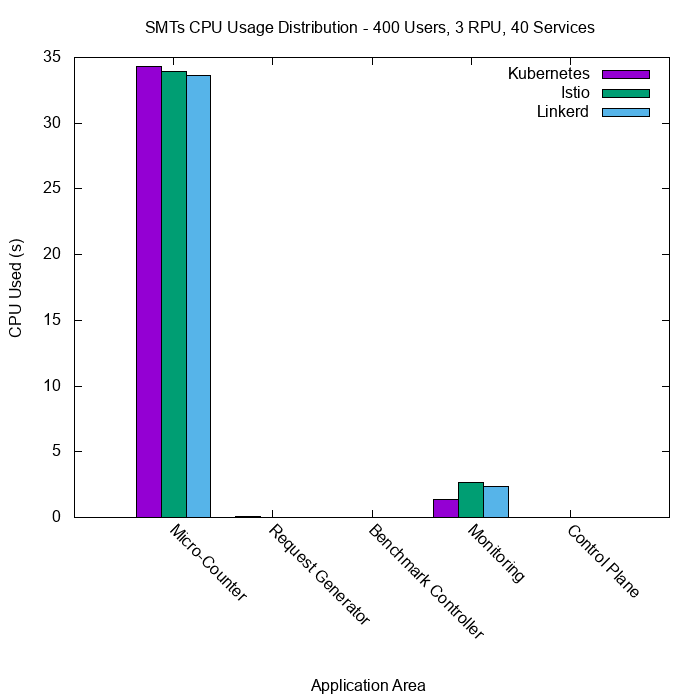 SMTs CPU Usage Distribution - 400 Users, 3 RPU, 40 Services
35
30
25
20
15
10
5
0
CPU Used (s)
Kubernetes
Istio
Linkerd
Micro-Counter
Request Generator
Benchmark Controller
Monitoring
Control Plane
Application Area